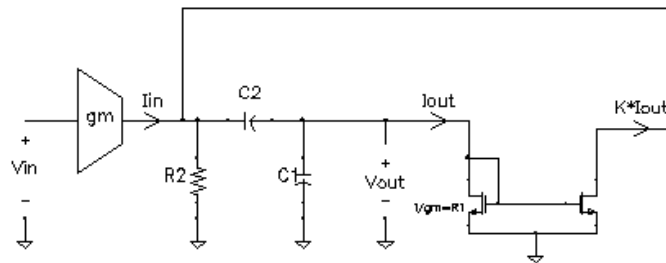 gm
Iin
C2
Iout
K*Iout
+
Vin
-
R2
C1
+
Vout
-
1/gm=R1